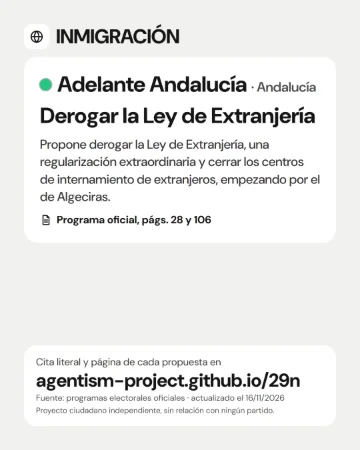 INMIGRACIÓN
Adelante Andalucía · Andalucía
Derogar la Ley de Extranjería
Propone derogar la Ley de Extranjería, una
regularización extraordinaria y cerrar los centros
de internamiento de extranjeros, empezando por el
de Algeciras.
Programa oficial, págs. 28 y 106
Cita literal y página de cada propuesta en
agentism-project.github.io/29n
Fuente: programas electorales oficiales · actualizado el 16/11/2026
Proyecto ciudadano independiente, sin relación con ningún partido.